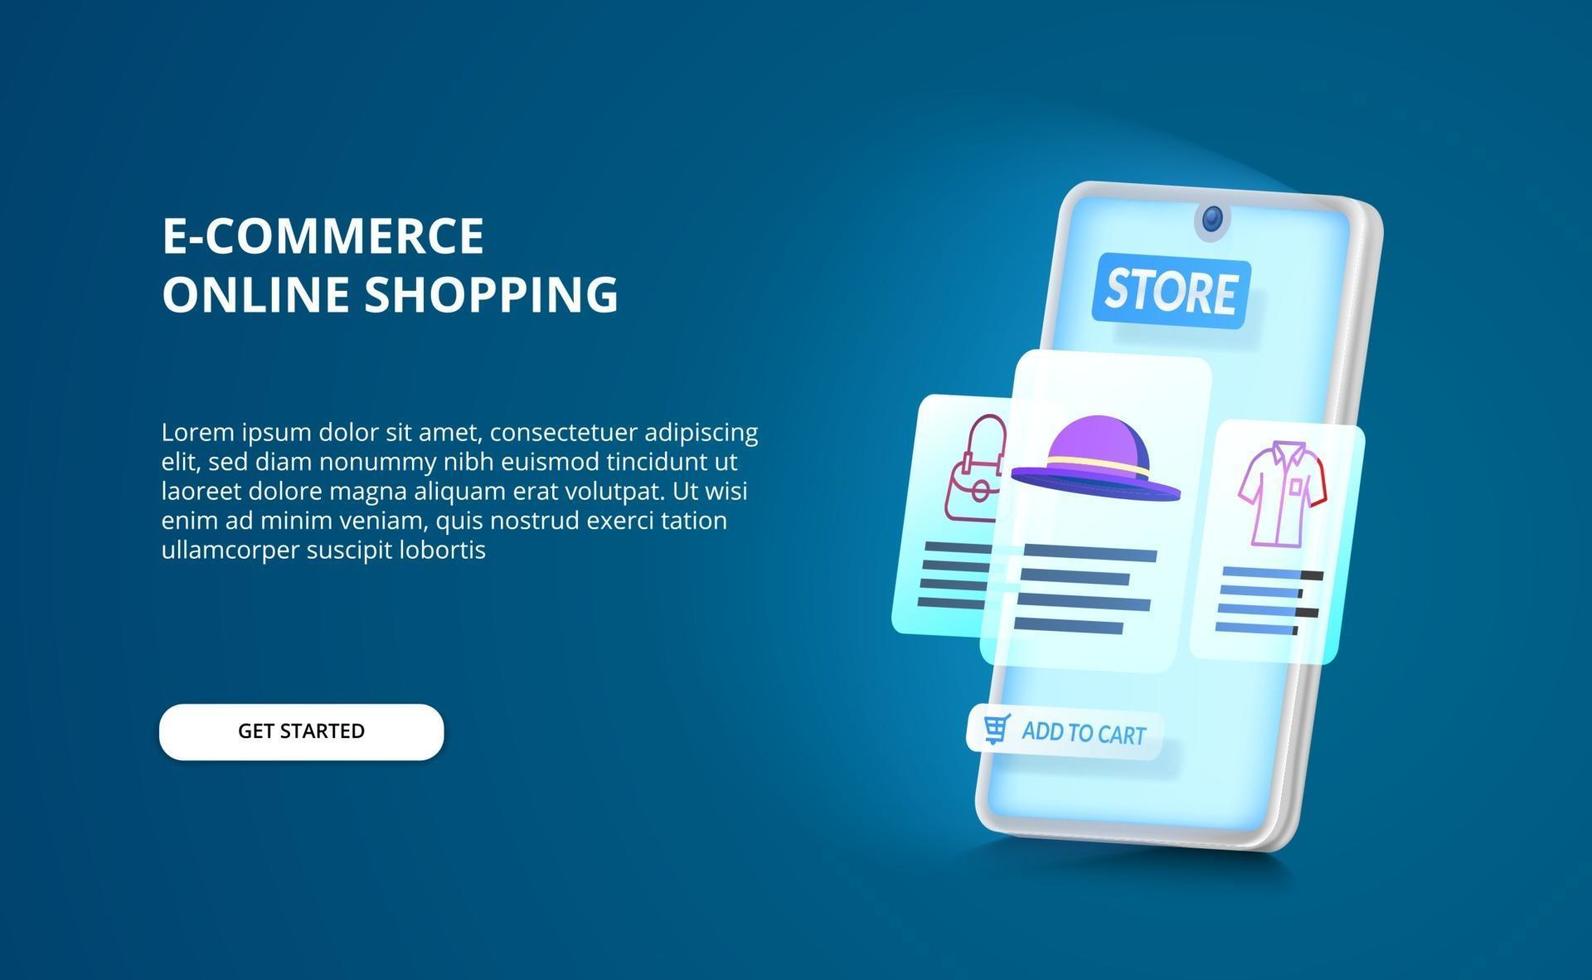 E-COMMERCE
ONLINE SHOPPING
Lorem ipsum dolor sit amet, consectetuer adipiscing
elit, sed diam nonummy nibh euismod tincidunt ut
laoreet dolore magna aliquam erat volutpat. Ut wisi
enim ad minim veniam, quis nostrud exerci tation
ullamcorper suscipit lobortis
GET STARTED
STORE
ADD TO CART